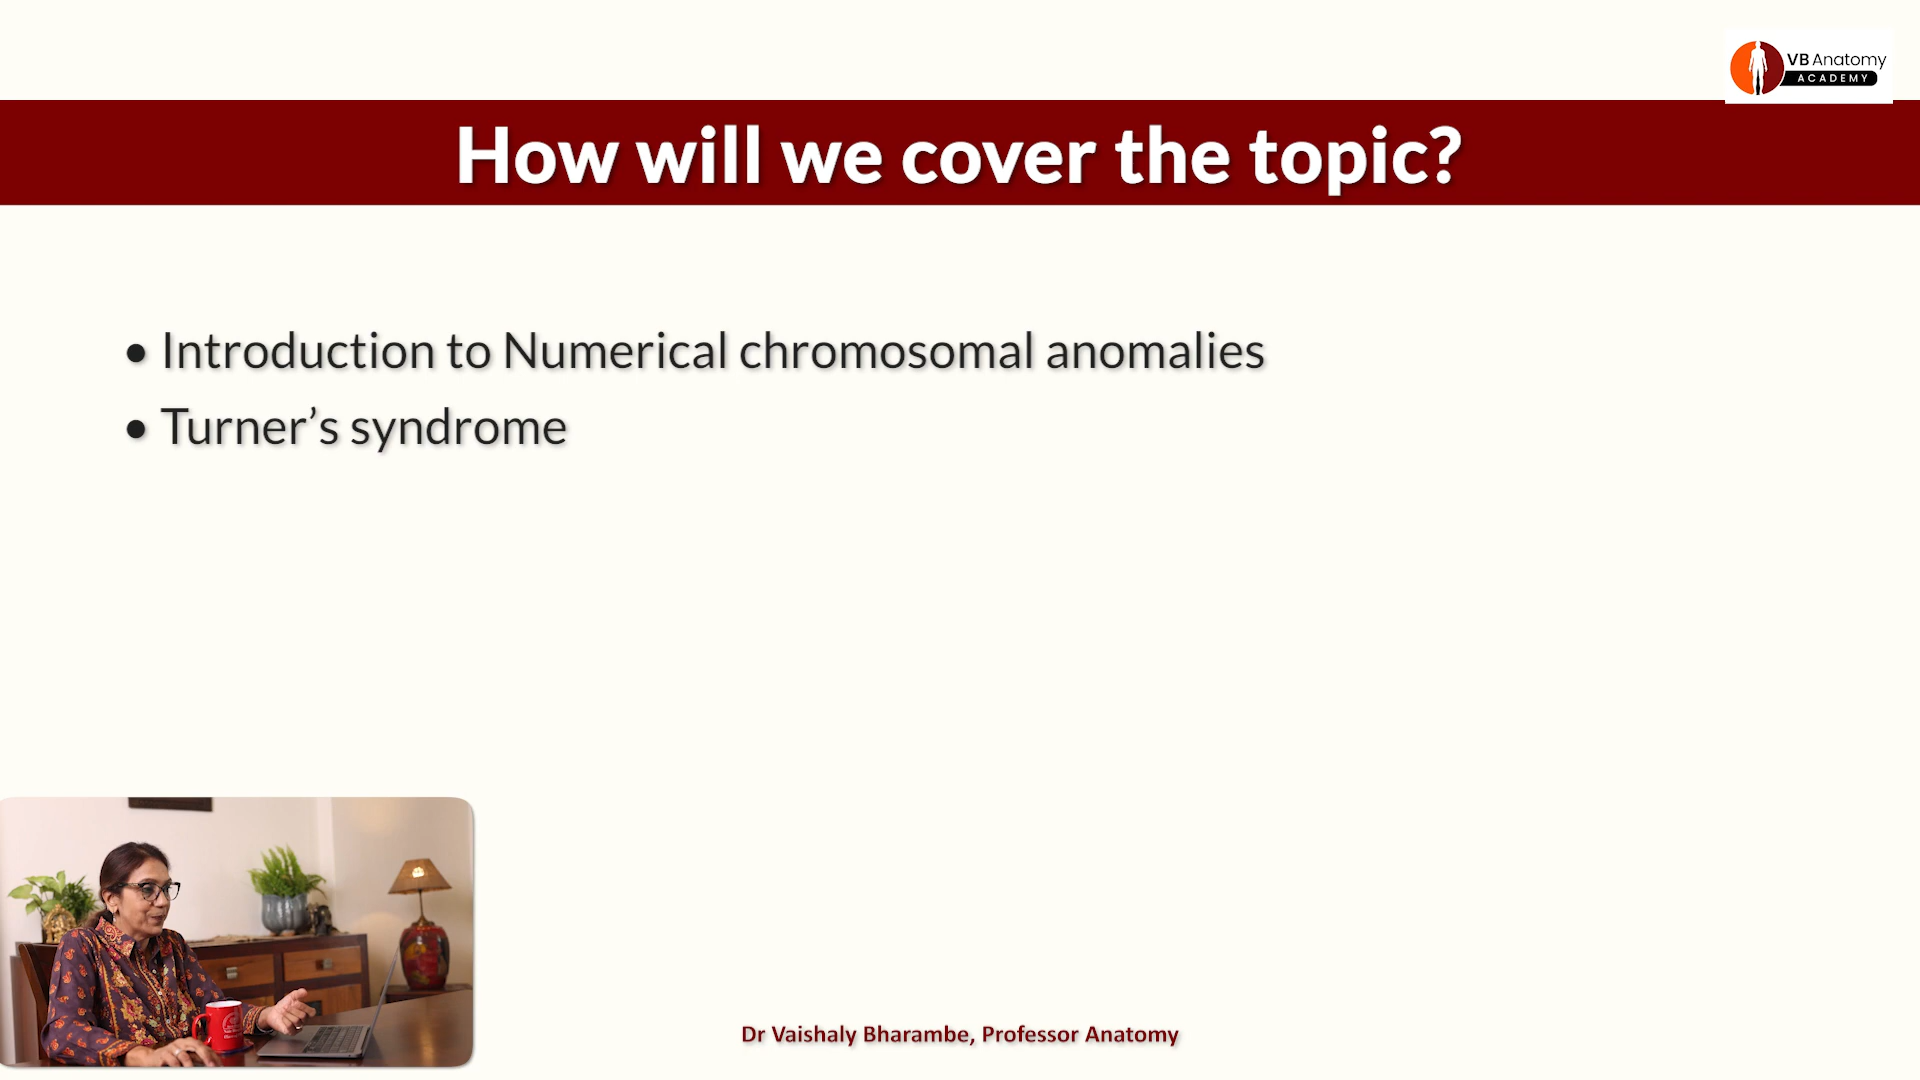 VB Anatomy
ACADEMY
How will we cover the topic?
• Introduction to Numerical chromosomal anomalies
• Turner’s syndrome
Dr Vaishaly Bharambe, Professor Anatomy